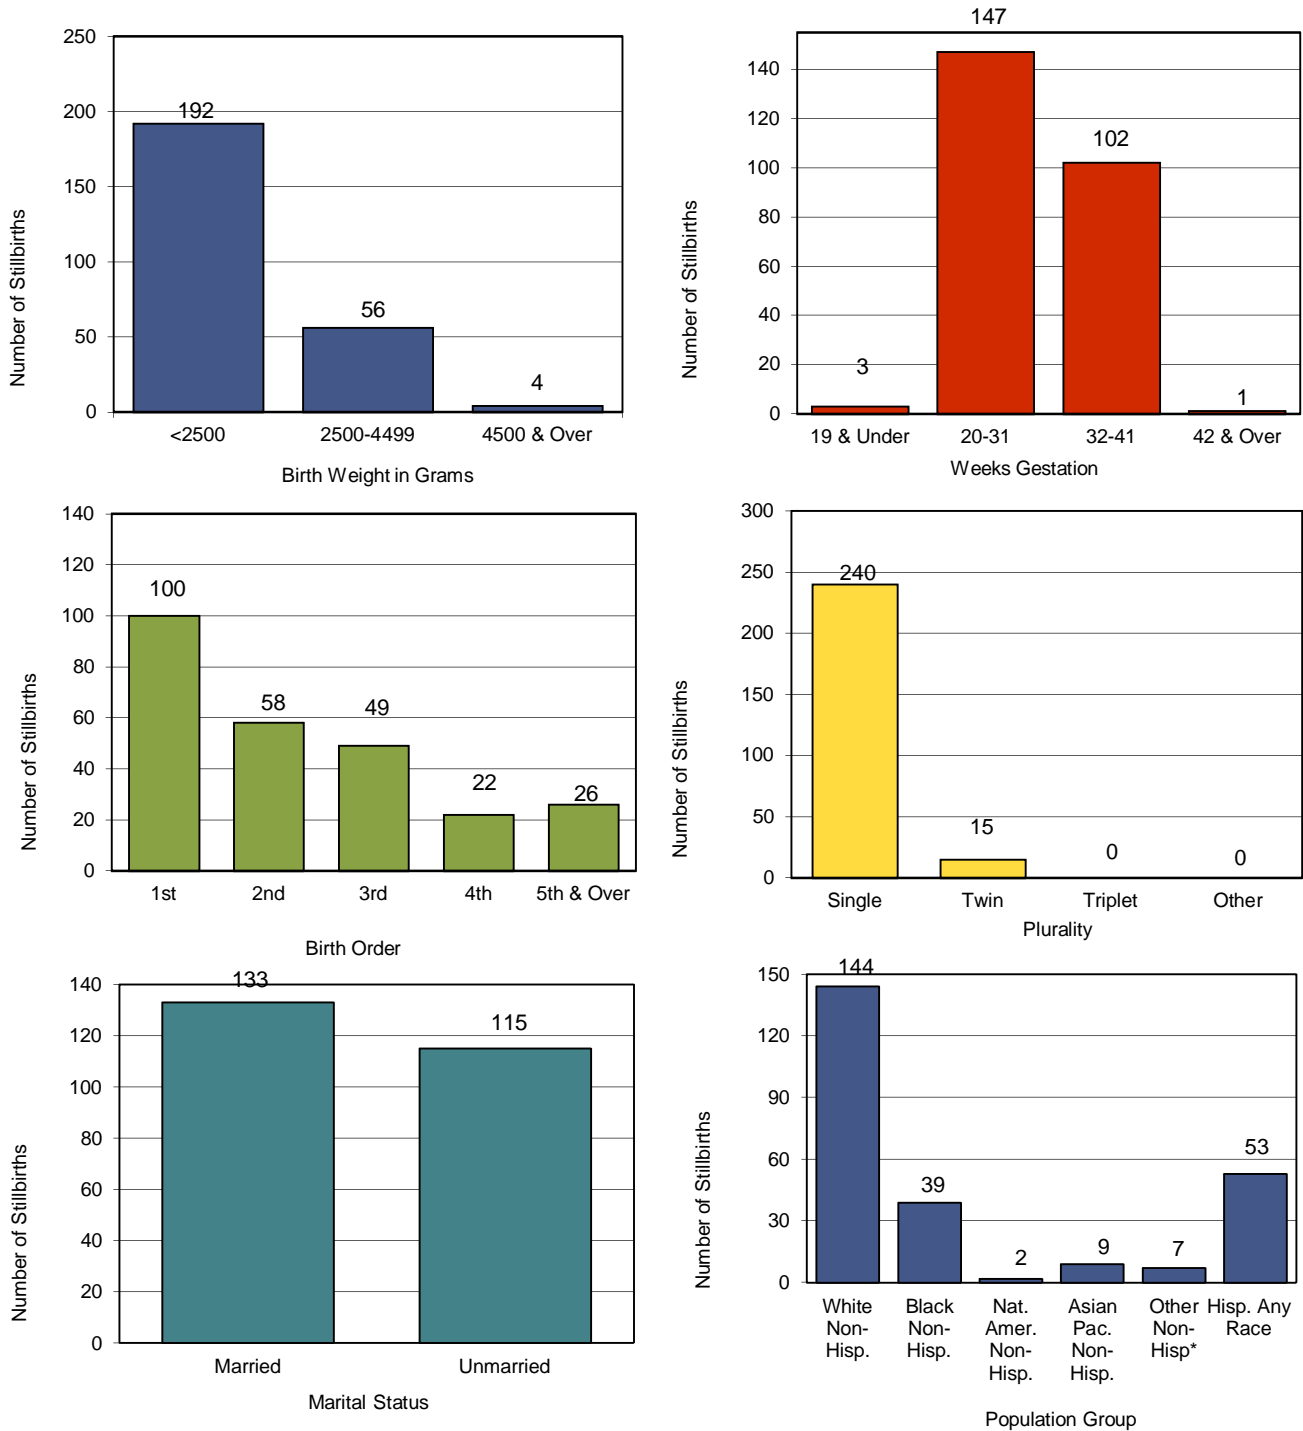 250
200
150
100
50
0
192
56
4
<2500
2500-4499
4500 & Over
Number of Stillbirths
Birth Weight in Grams
147
140
120
100
80
60
40
20
0
3
102
1
19 & Under
20-31
32-41
42 & Over
Number of Stillbirths
Weeks Gestation
140
120
100
80
60
40
20
0
100
58
49
22
26
1st
2nd
3rd
4th
5th & Over
Number of Stillbirths
Birth Order
300
250
200
150
100
50
0
240
15
0
0
Single
Twin
Triplet
Other
Number of Stillbirths
Plurality
140
120
100
80
60
40
20
0
133
115
Married
Unmarried
Number of Stillbirths
Marital Status
150
120
90
60
30
0
144
39
2
9
7
53
White
Non-
Hisp.
Black
Non-
Hisp.
Nat.
Amer.
Non-
Hisp.
Asian
Pac.
Non-
Hisp.
Other
Non-
Hisp*
Hisp. Any
Race
Number of Stillbirths
Population Group